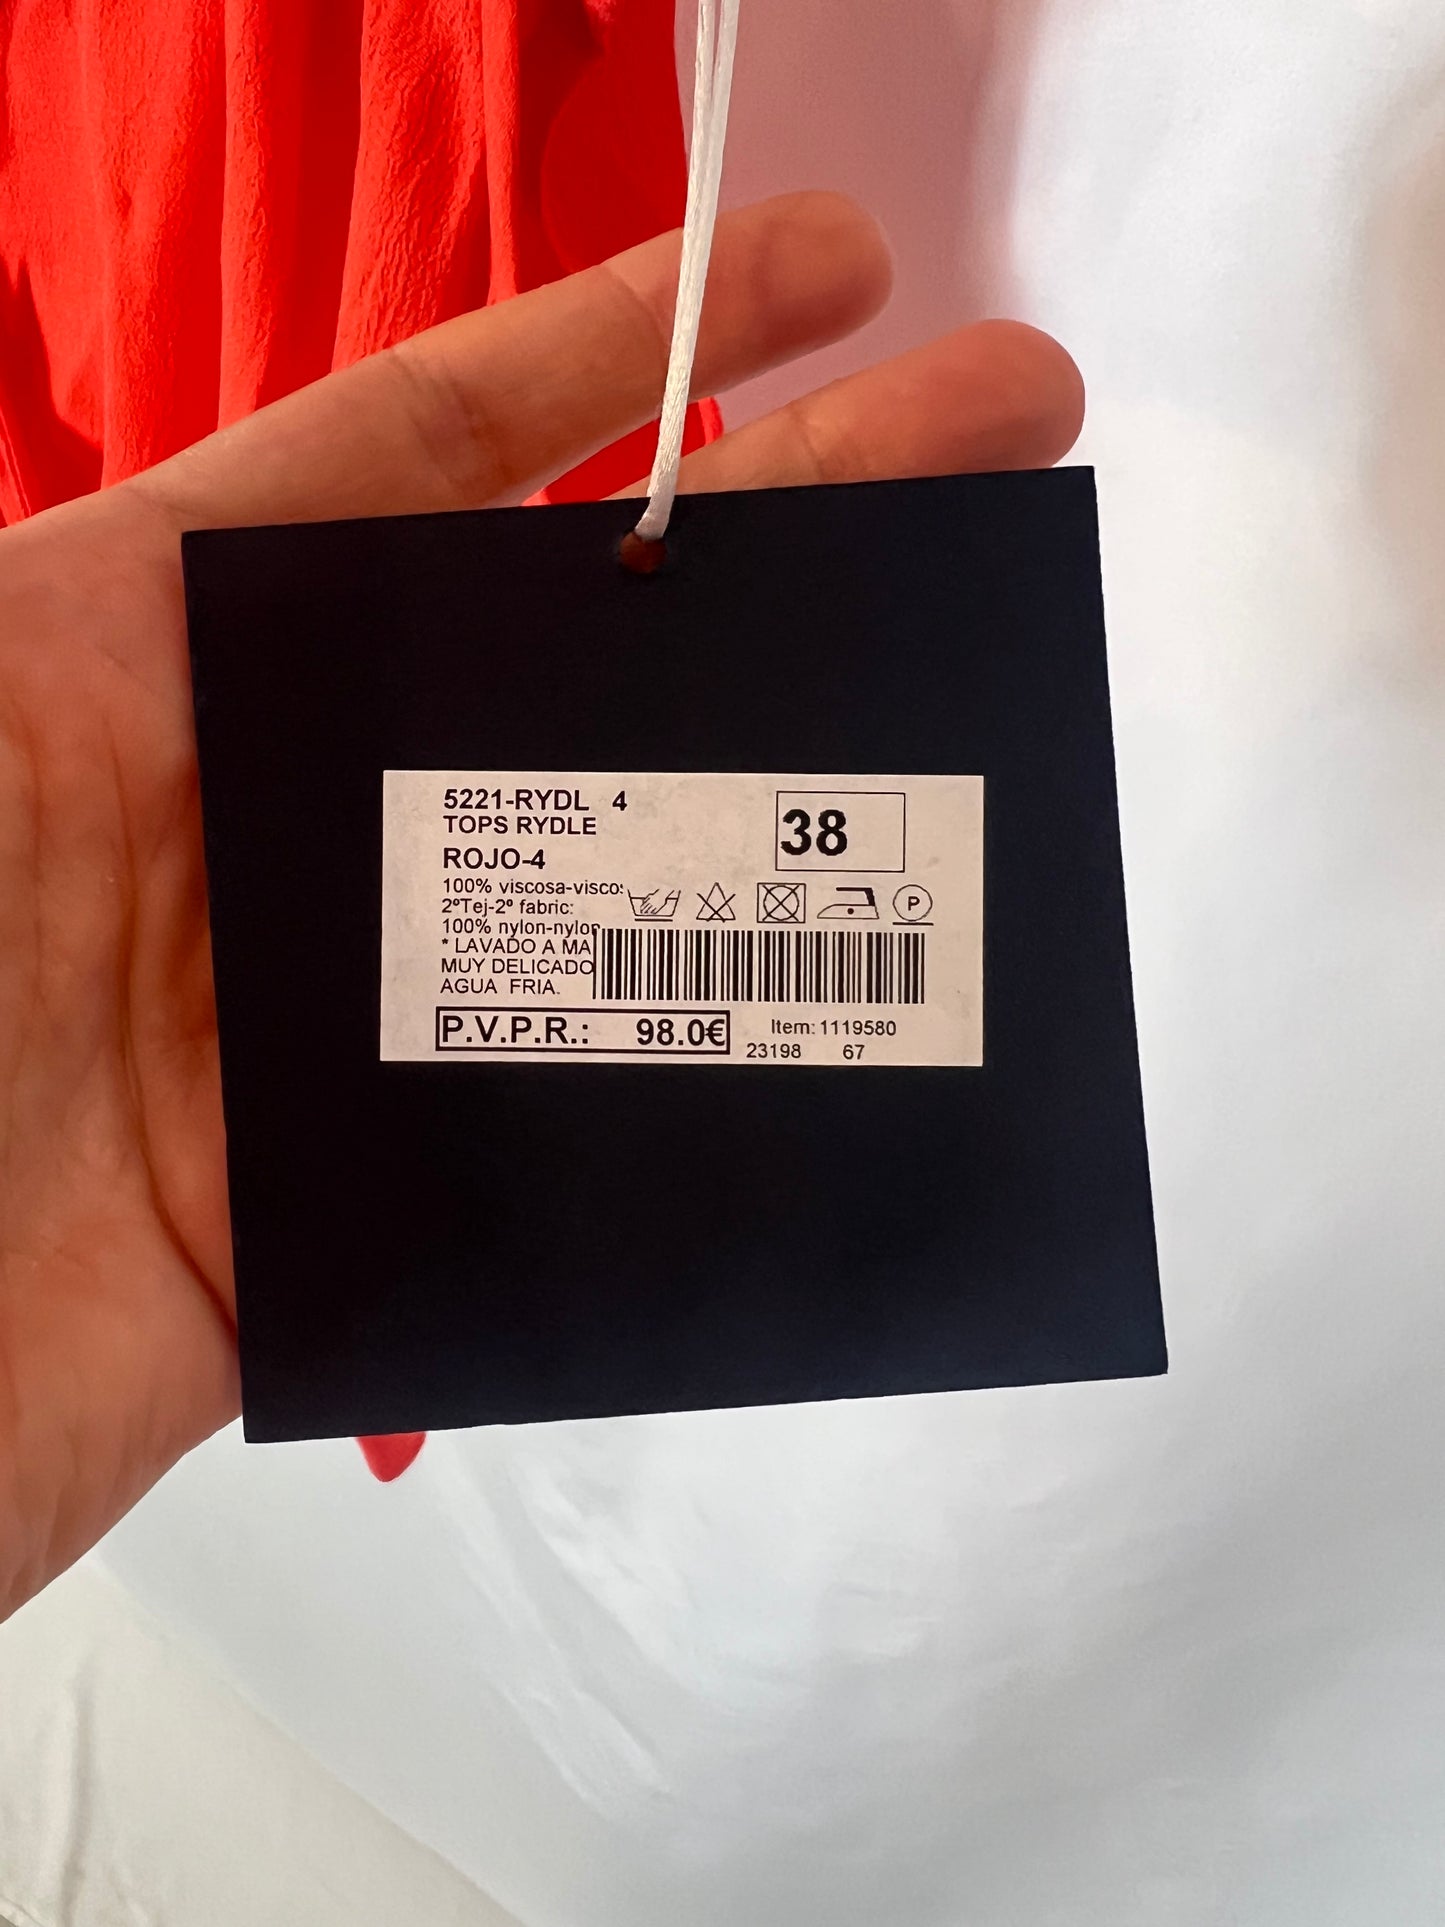 5221-RYDL 4
TOPS RYDLE
38
ROJO-4
100% viscosa-visco
2ºTej-2º fabric:
100% nylon-nylon
* LAVADO A MA
MUY DELICADO
AGUA FRIA.
P
P.V.P.R.: 98.0€
Item: 1119580
23198 67